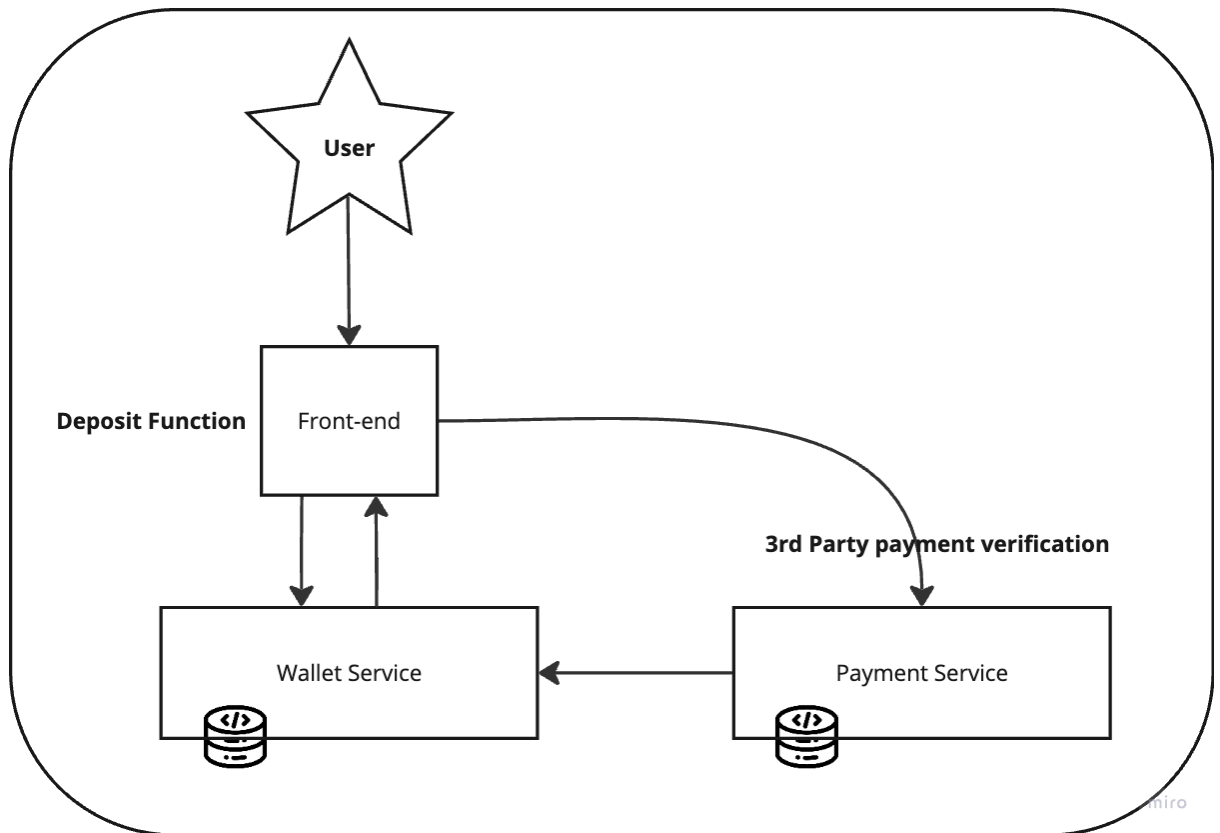 User
Deposit Function
Front-end
3rd Party payment verification
Wallet Service
Payment Service
</> 
</>
miro